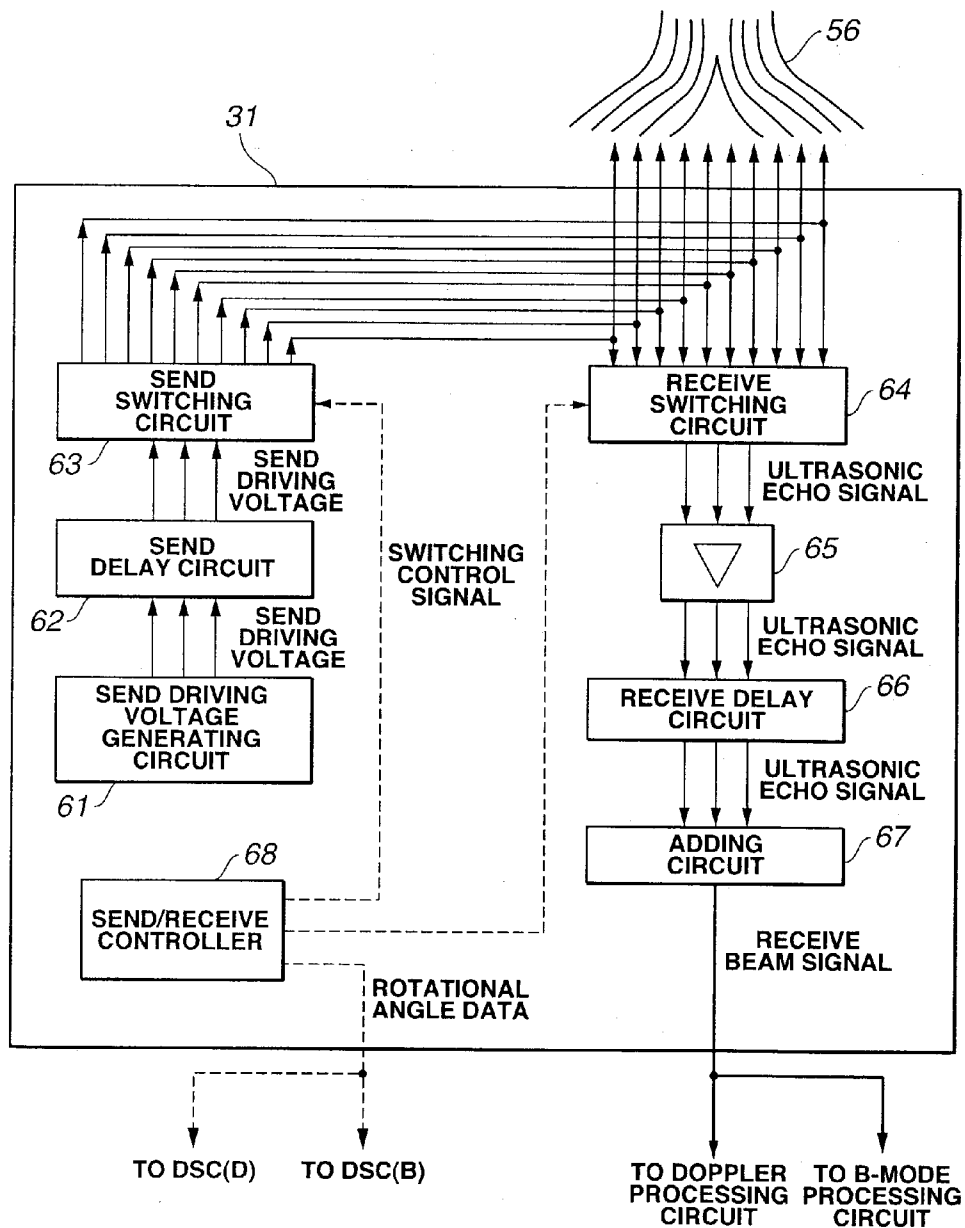 56
31
SEND
SWITCHING
CIRCUIT
63
RECEIVE
SWITCHING
CIRCUIT
64
SEND
DRIVING
VOLTAGE
ULTRASONIC
ECHO SIGNAL
SEND
DELAY CIRCUIT
62
SWITCHING
CONTROL
SIGNAL
65
SEND
DRIVING
VOLTAGE
ULTRASONIC
ECHO SIGNAL
SEND DRIVING
VOLTAGE
GENERATING
CIRCUIT
61
RECEIVE DELAY
CIRCUIT
66
ULTRASONIC
ECHO SIGNAL
ADDING
CIRCUIT
67
68
SEND/RECEIVE
CONTROLLER
RECEIVE
BEAM SIGNAL
ROTATIONAL
ANGLE DATA
TO DSC(D)
TO DSC(B)
TO DOPPLER
PROCESSING
CIRCUIT
TO B-MODE
PROCESSING
CIRCUIT